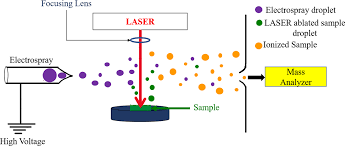 Focusing Lens
LASER
Electrospray droplet
LASER ablated sample
droplet
Ionized Sample
Electrospray
Mass
Analyzer
Sample
High Voltage